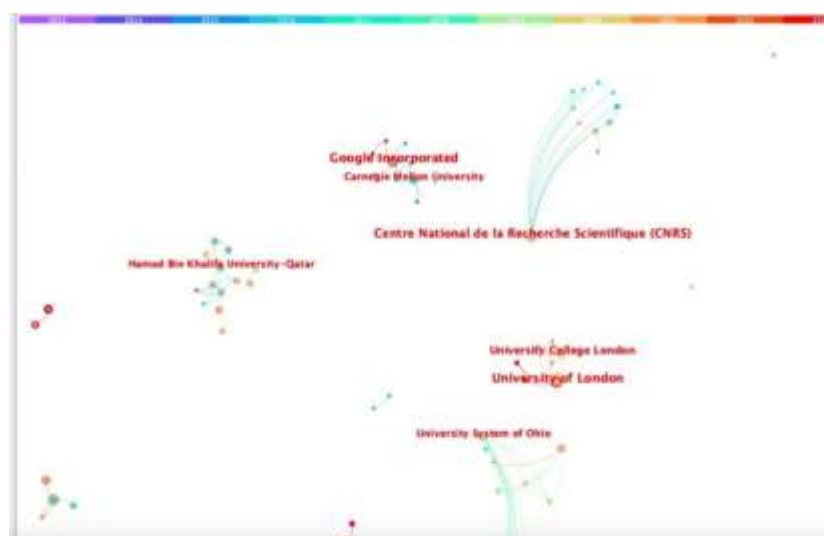 Google Incorporated
Carnegie Mellon University
Centre National de la Recherche Scientifique (CNRS)
Hamad Bin Khalifa University-Qatar
University College London
University of London
University System of Ohio